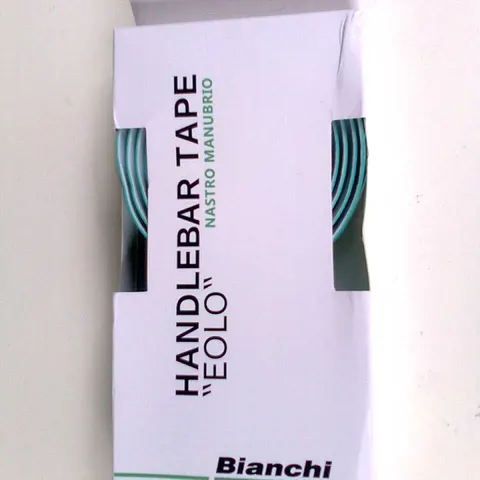 HANDLEBAR TAPE
NASTRO MANUBRIO
"EOLO"
Bianchi